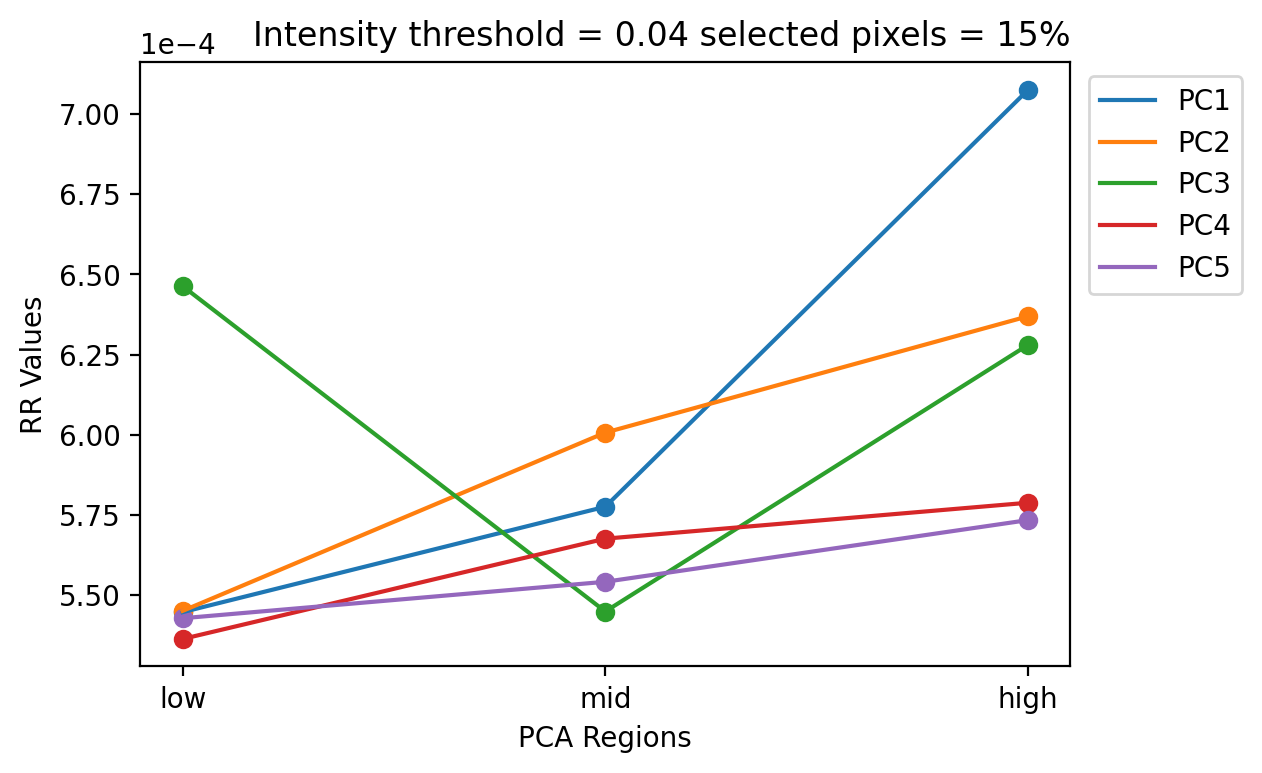 Intensity threshold = 0.04 selected pixels = 15%
1e−4
7.00
6.75
6.50
6.25
6.00
5.75
5.50
RR Values
low
mid
high
PCA Regions
PC1
PC2
PC3
PC4
PC5